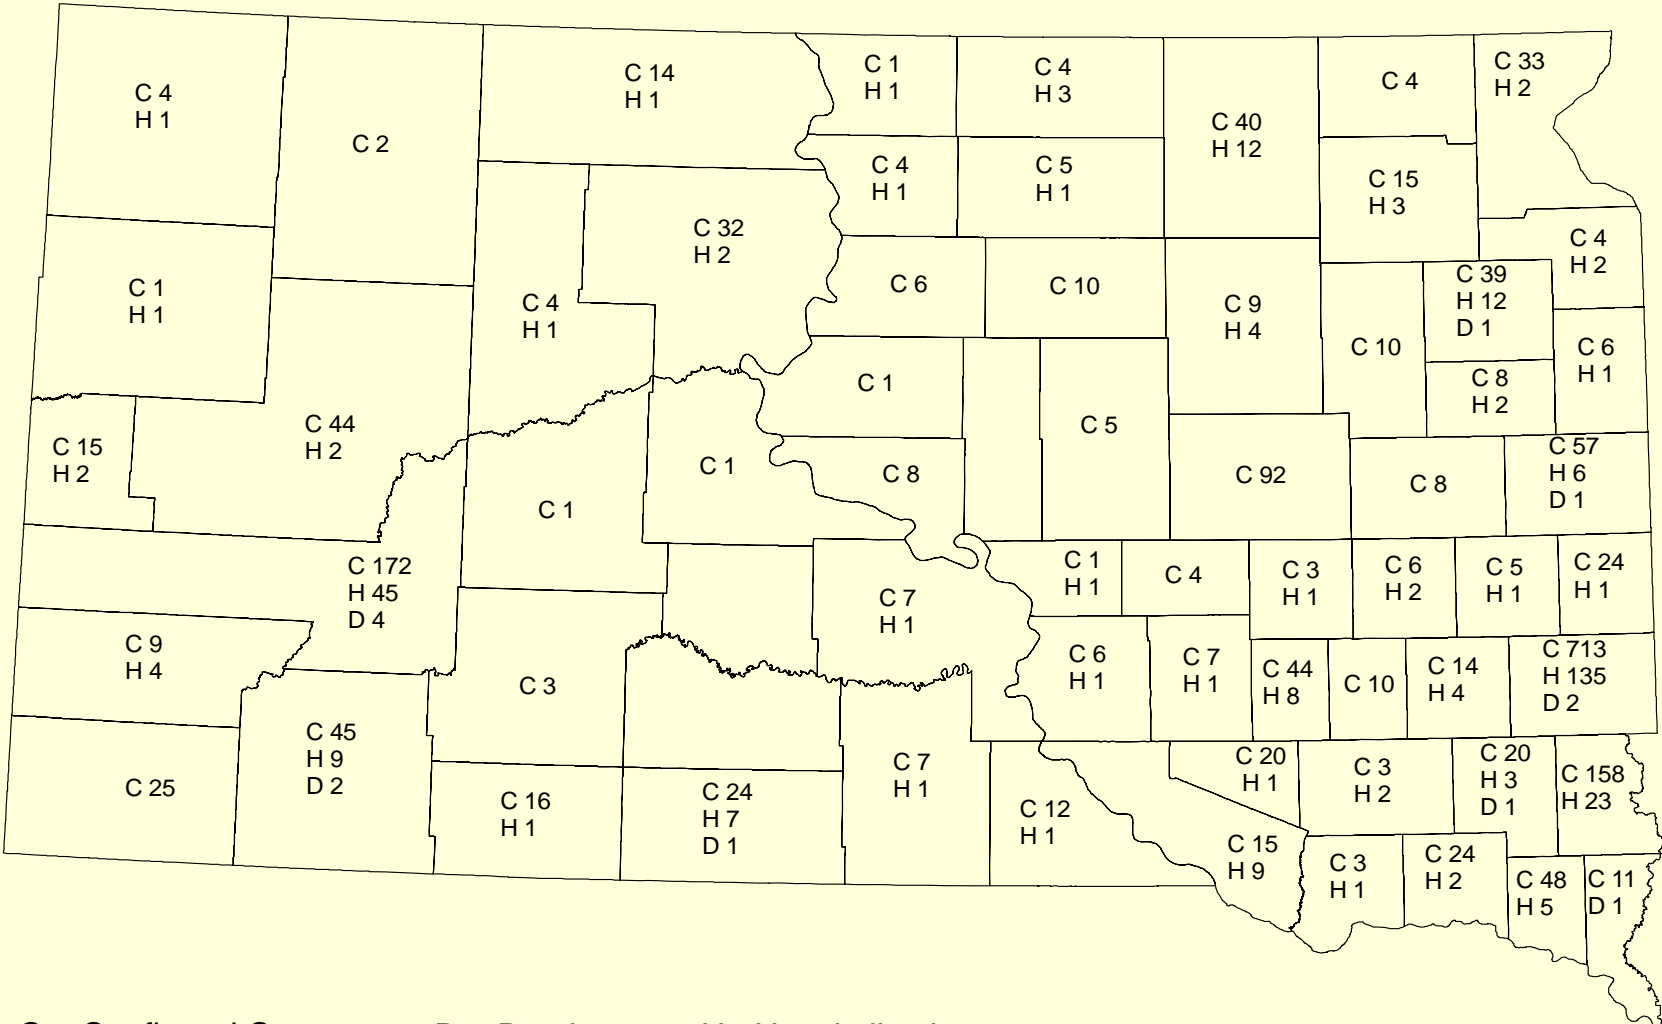 C 4
H 1
C 2
C 14
H 1
C 1
H 1
C 4
H 3
C 40
H 12
C 4
C 33
H 2
C 4
H 1
C 5
H 1
C 15
H 3
C 32
H 2
C 4
H 2
C 1
H 1
C 4
H 1
C 6
C 10
C 9
H 4
C 10
C 39
H 12
D 1
C 6
H 1
C 8
H 2
C 1
C 5
C 15
H 2
C 44
H 2
C 1
C 1
C 8
C 92
C 8
C 57
H 6
D 1
C 172
H 45
D 4
C 7
H 1
C 1
H 1
C 4
C 3
H 1
C 6
H 2
C 5
H 1
C 24
H 1
C 9
H 4
C 3
C 6
H 1
C 7
H 1
C 44
H 8
C 10
C 14
H 4
C 713
H 135
D 2
C 25
C 45
H 9
D 2
C 16
H 1
C 24
H 7
D 1
C 7
H 1
C 12
H 1
C 20
H 1
C 3
H 2
C 20
H 3
D 1
C 158
H 23
C 15
H 9
C 3
H 1
C 24
H 2
C 48
H 5
C 11
D 1